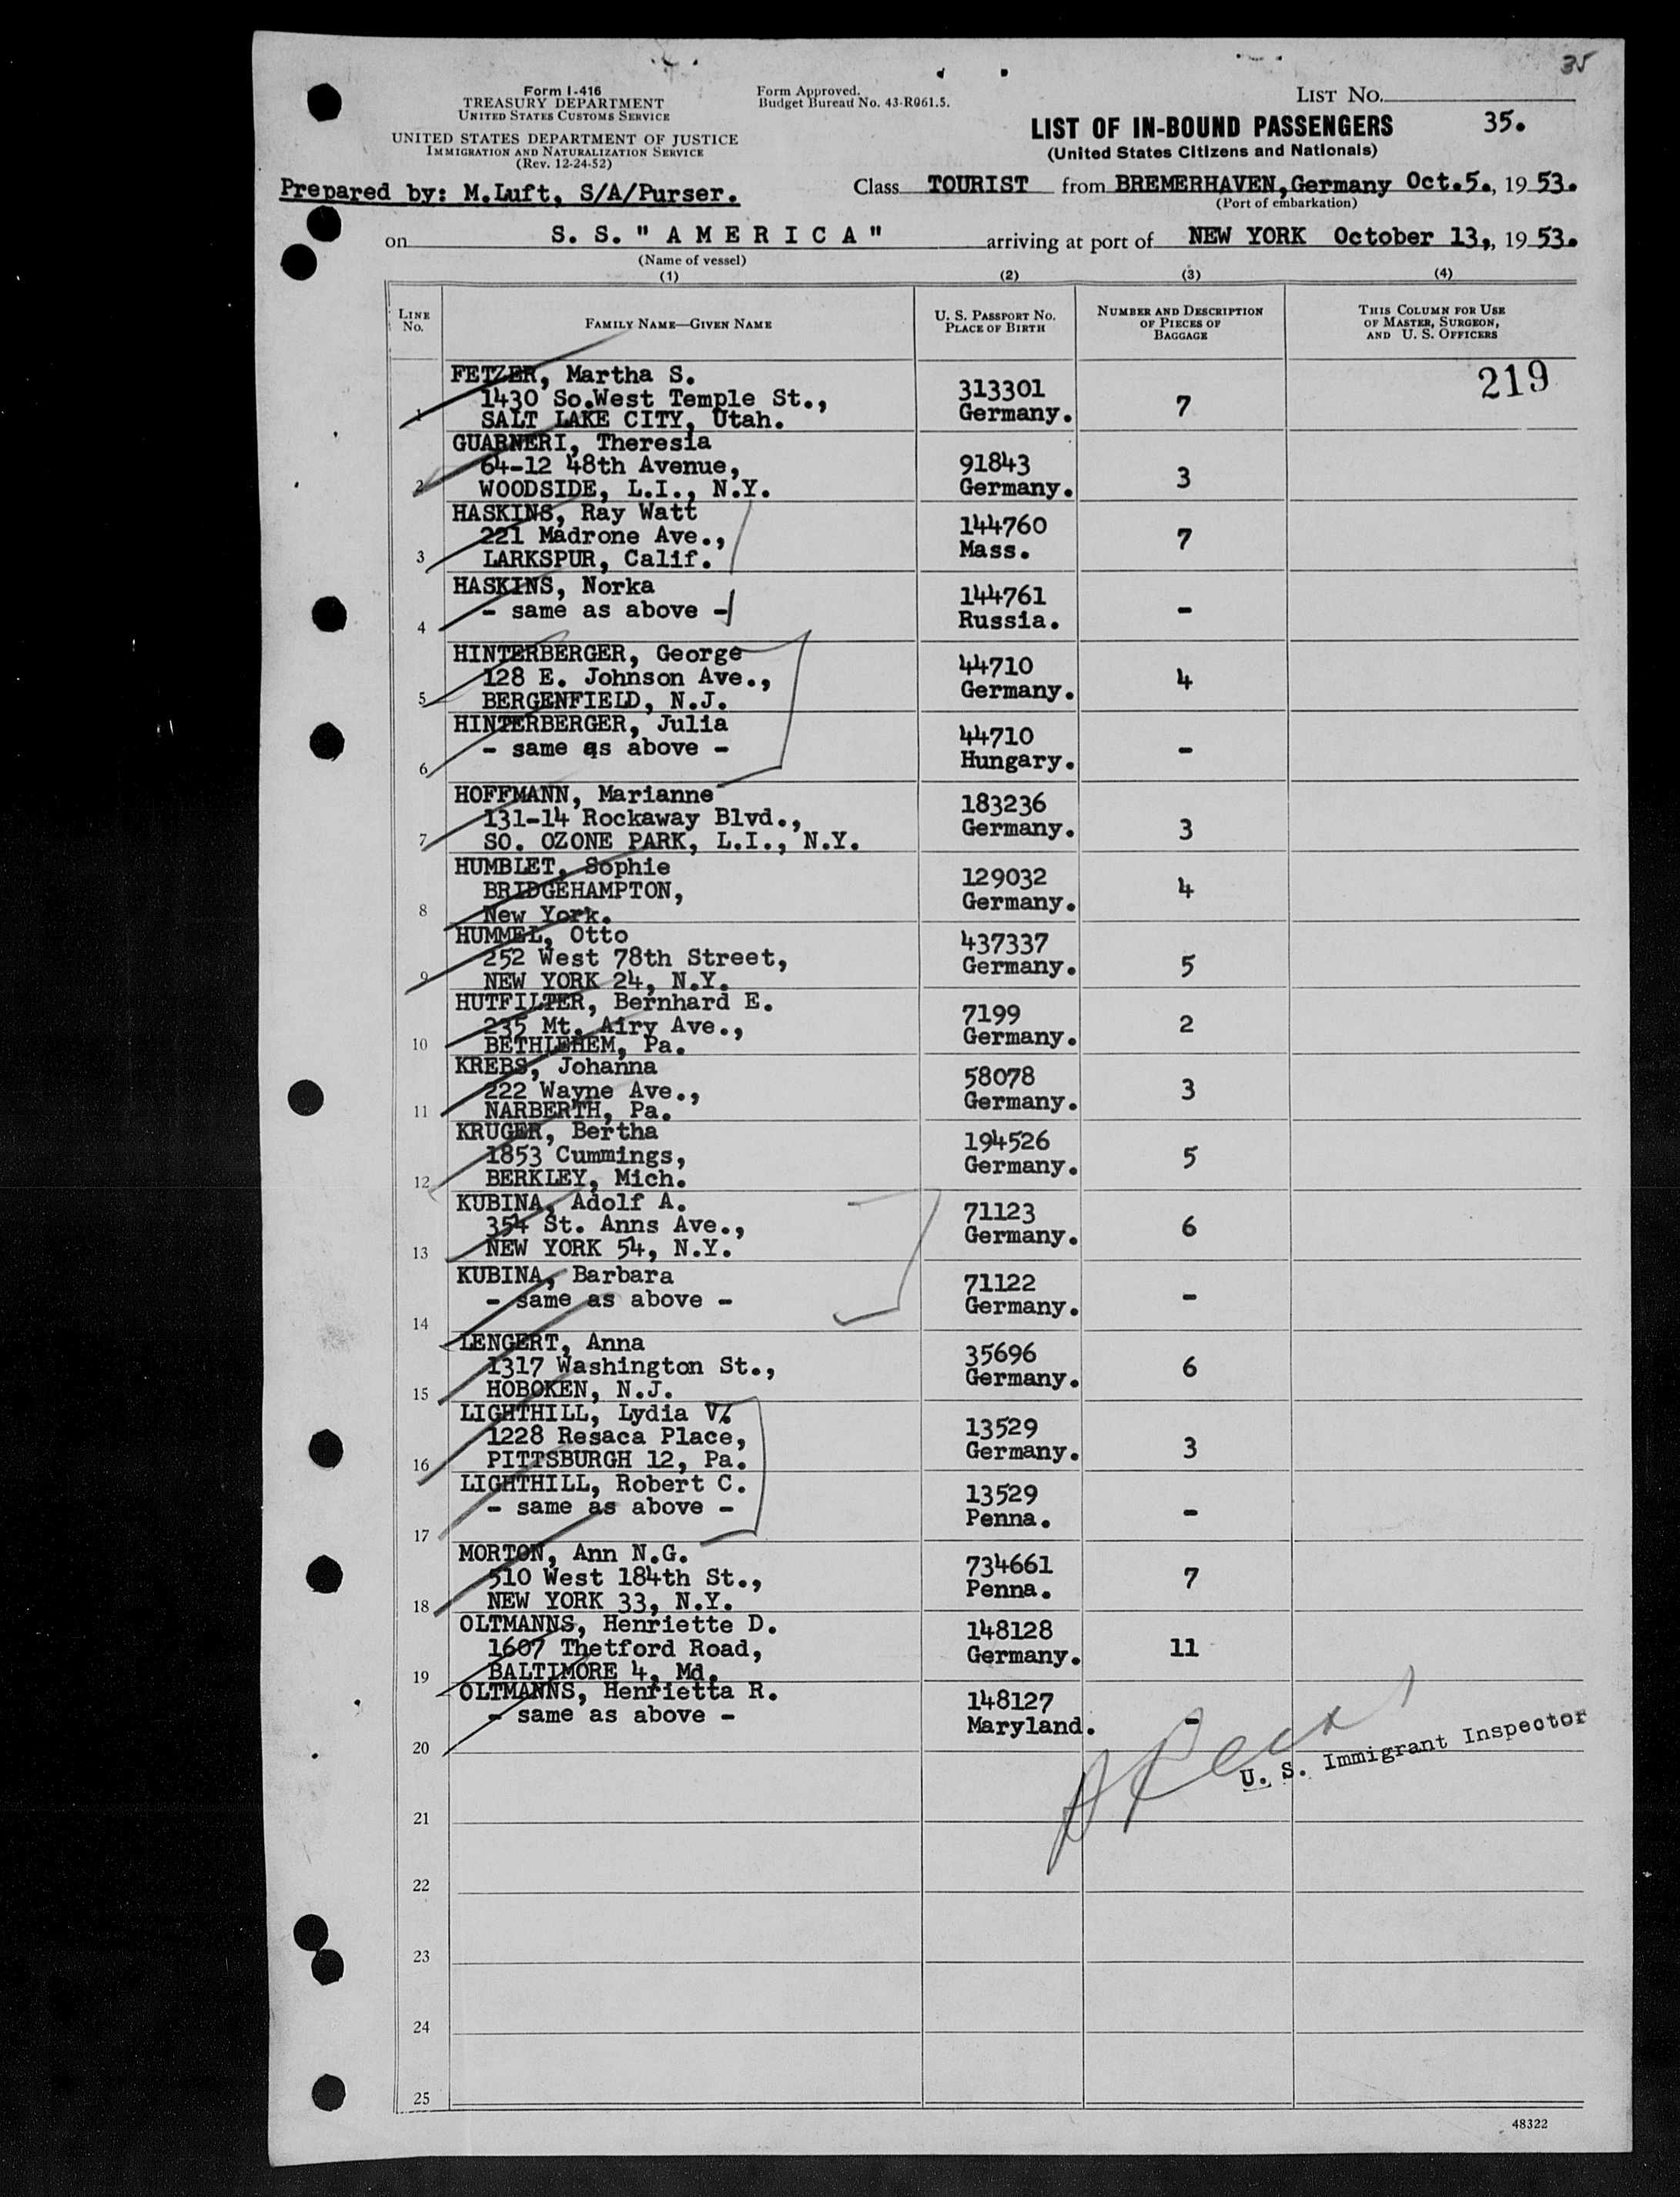 35
Form I-416
TREASURY DEPARTMENT
UNITED STATES CUSTOMS SERVICE
UNITED STATES DEPARTMENT OF JUSTICE
IMMIGRATION AND NATURALIZATION SERVICE
(Rev. 12-24-52)
Form Approved.
Budget Bureau No. 43-R061.5.
LIST NO.
35.
LIST OF IN-BOUND PASSENGERS
(United States Citizens and Nationals)
Prepared by: M.Luft, S/A/Purser.
Class TOURIST from BREMERHAVEN, Germany Oct.5., 1953.
(Port of embarkation)
on S. S. " A M E R I C A " arriving at port of NEW YORK October 13,, 1953.
(Name of vessel)
(1) (2) (3) (4)
LINE NO.
FAMILY NAME—GIVEN NAME
U. S. PASSPORT NO.
PLACE OF BIRTH
NUMBER AND DESCRIPTION
OF PIECES OF
BAGGAGE
THIS COLUMN FOR USE
OF MASTER, SURGEON,
AND U. S. OFFICERS
219
FETZER, Martha S.
1430 So.West Temple St., 313301
1 SALT LAKE CITY, Utah. Germany. 7
GUARNERI, Theresia
64-12 48th Avenue, 91843
2 WOODSIDE, L.I., N.Y. Germany. 3
HASKINS, Ray Watt
221 Madrone Ave., 144760
3 LARKSPUR, Calif. Mass. 7
HASKINS, Norka 144761
- same as above - Russia. -
4
HINTERBERGER, George
128 E. Johnson Ave., 44710
5 BERGENFIELD, N.J. Germany. 4
HINTERBERGER, Julia 44710
- same as above - Hungary. -
6
HOFFMANN, Marianne 183236
131-14 Rockaway Blvd., Germany. 3
7 SO. OZONE PARK, L.I., N.Y.
HUMBLET, Sophie 129032
BRIDGEHAMPTON, Germany. 4
8 New York.
HUMMEL, Otto 437337
252 West 78th Street, Germany. 5
9 NEW YORK 24, N.Y.
HUTFILTER, Bernhard E. 7199
235 Mt. Airy Ave., Germany. 2
10 BETHLEHEM, Pa.
KREBS, Johanna 58078
222 Wayne Ave., Germany. 3
11 NARBERTH, Pa.
KRUGER, Bertha 194526
1853 Cummings, Germany. 5
12 BERKLEY, Mich.
KUBINA, Adolf A. 71123
354 St. Anns Ave., Germany. 6
13 NEW YORK 54, N.Y.
KUBINA, Barbara 71122
- same as above - Germany. -
14
LENGERT, Anna 35696
1317 Washington St., Germany. 6
15 HOBOKEN, N.J.
LIGHTHILL, Lydia V.
1228 Resaca Place, 13529
16 PITTSBURGH 12, Pa. Germany. 3
LIGHTHILL, Robert C. 13529
- same as above - Penna. -
17
MORTON, Ann N.G. 734661
510 West 184th St., Penna. 7
18 NEW YORK 33, N.Y.
OLTMANNS, Henriette D. 148128
1607 Thetford Road, Germany. 11
19 BALTIMORE 4, Md.
OLTMANNS, Henrietta R. 148127
- same as above - Maryland. -
20
U. S. Immigrant Inspector
21
22
23
24
25
48322